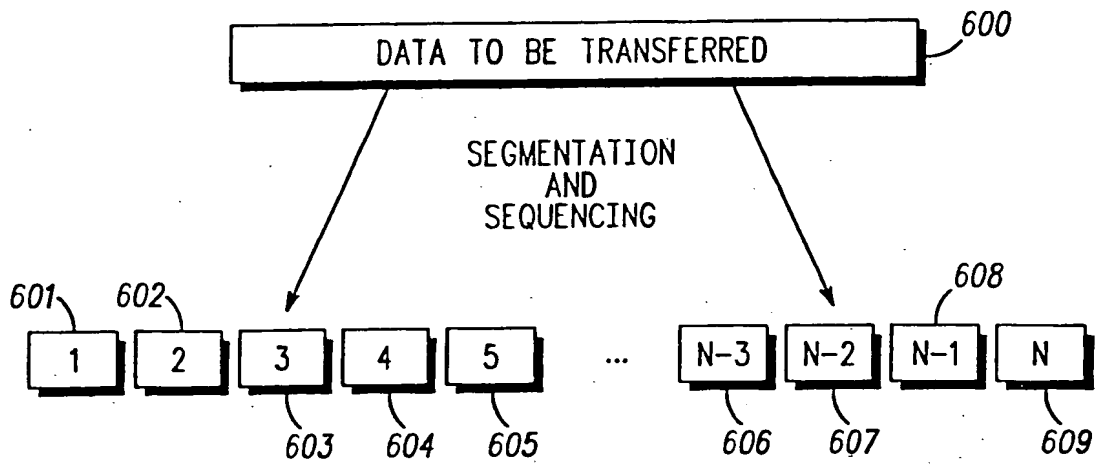 600
DATA TO BE TRANSFERRED
SEGMENTATION
AND
SEQUENCING
601 602 608
1 2 3 4 5 ... N-3 N-2 N-1 N
603 604 605 606 607 609